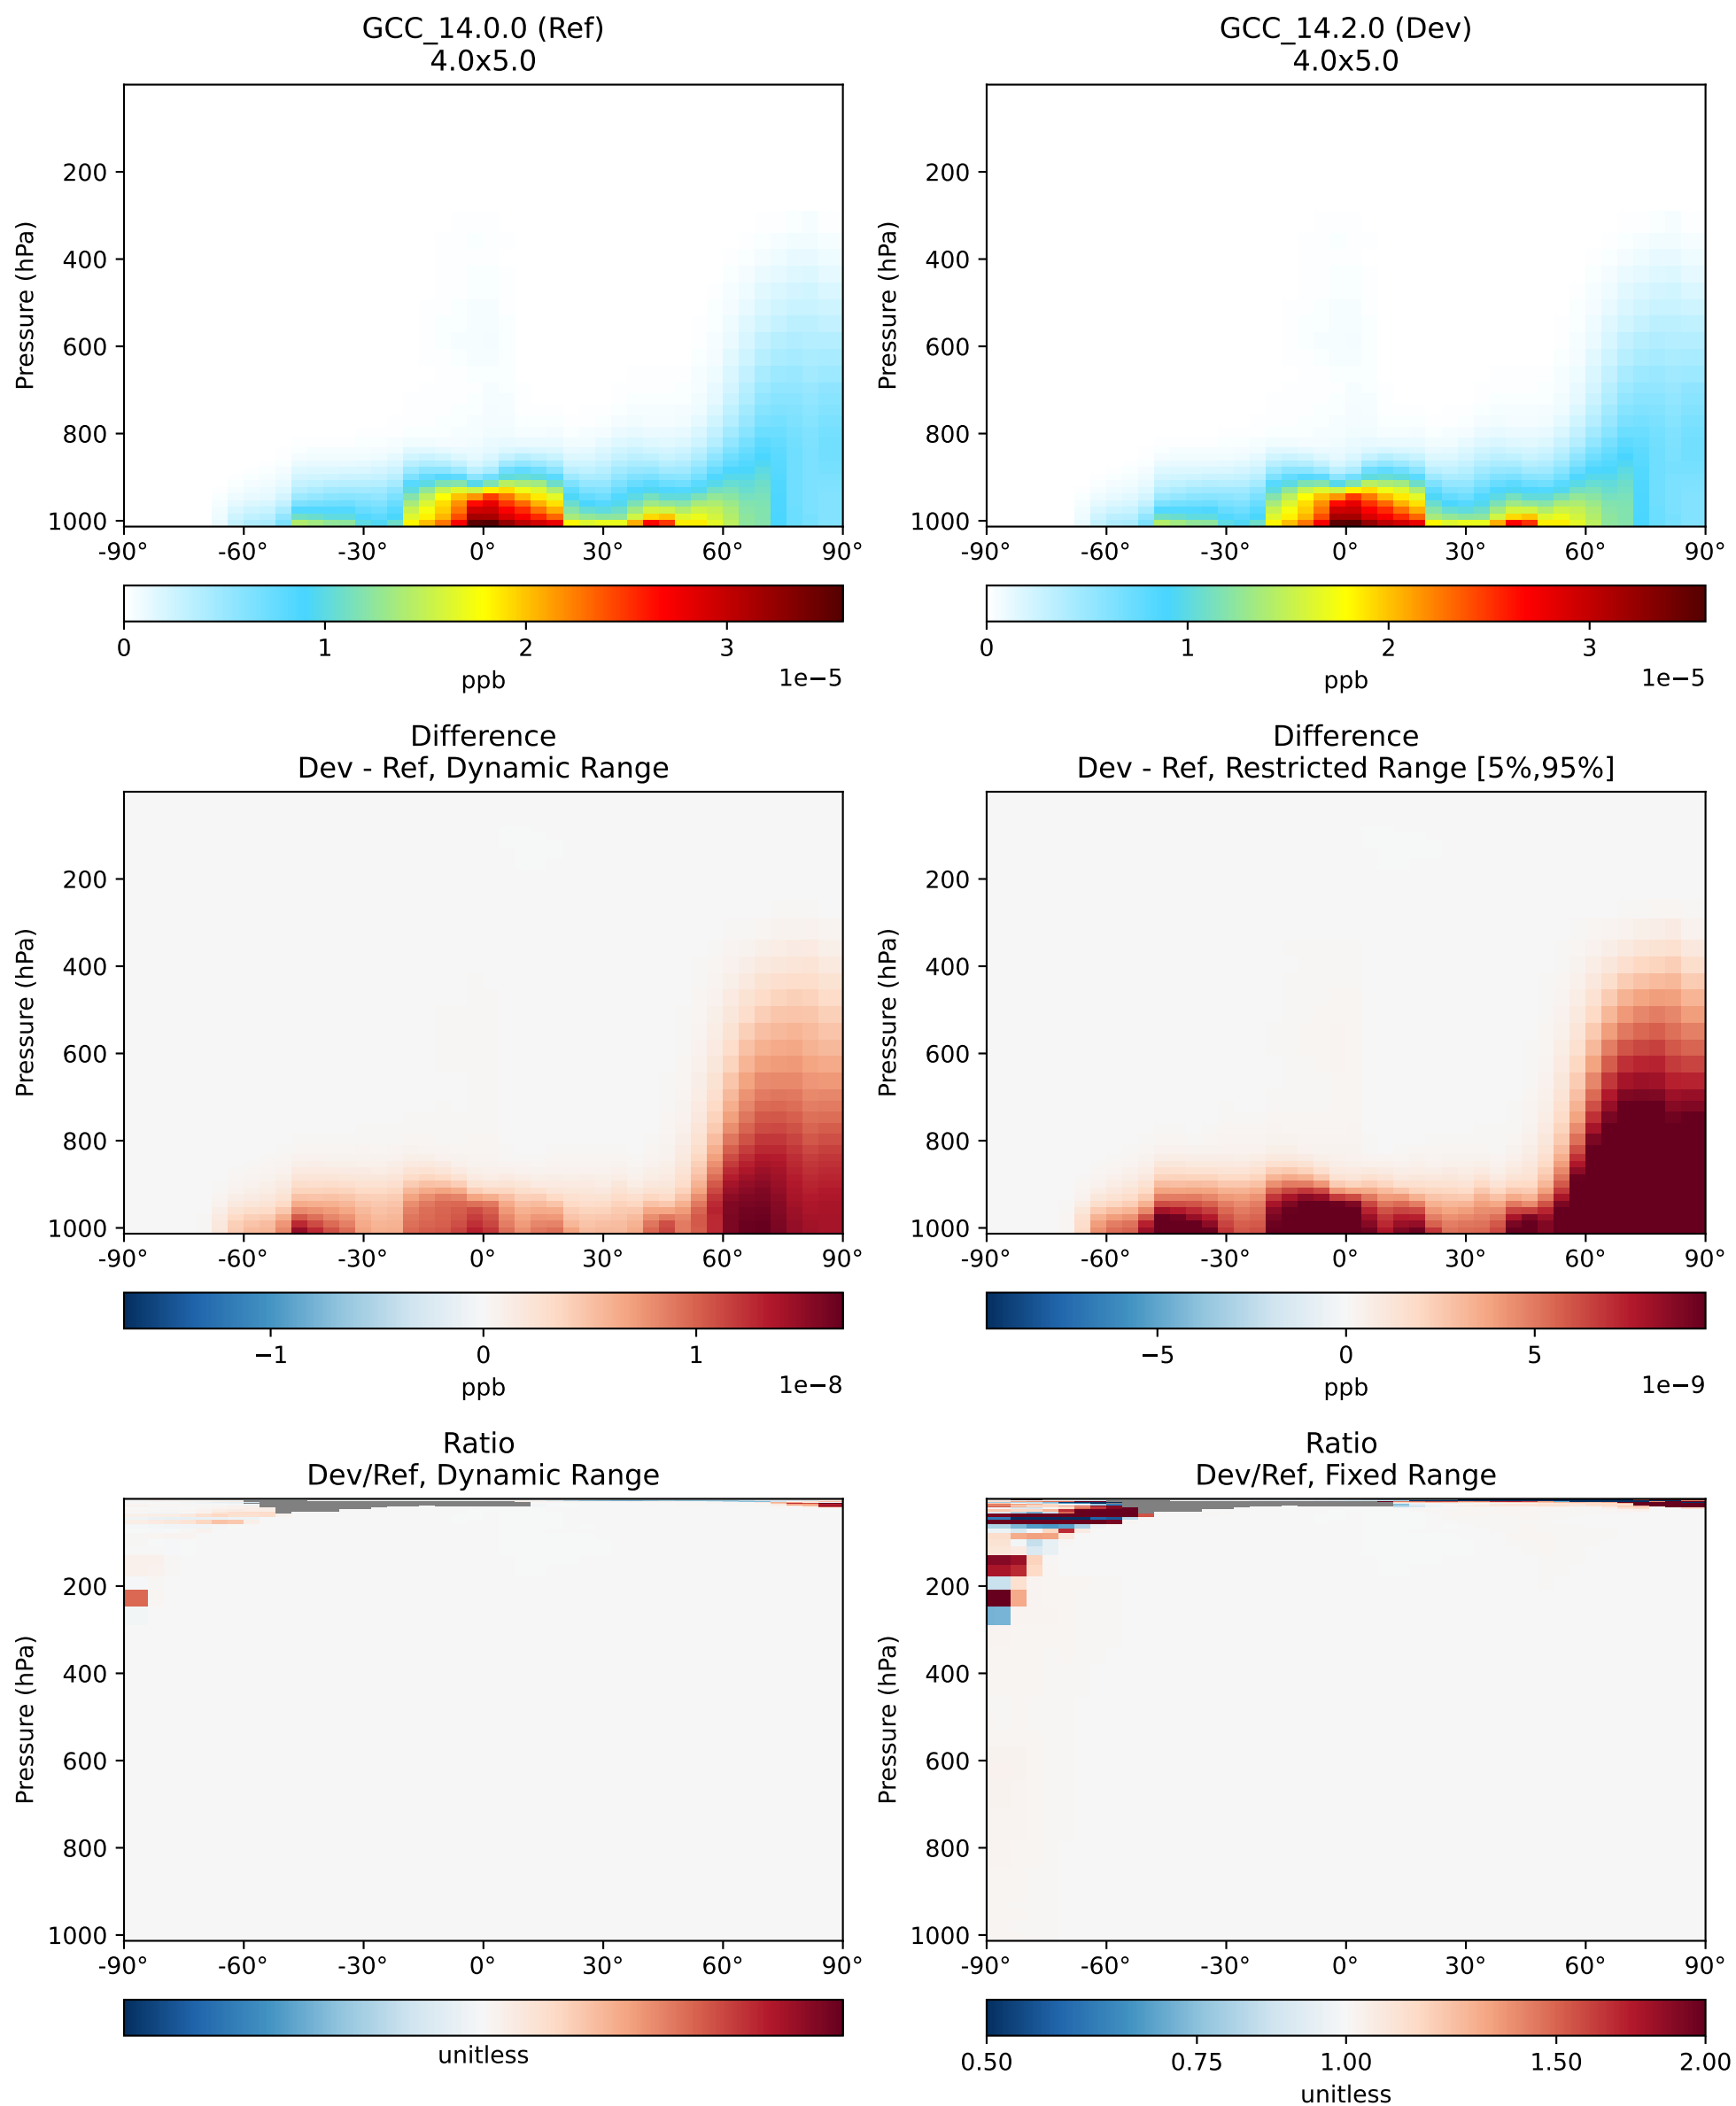 GCC_14.0.0 (Ref)
4.0x5.0
Pressure (hPa)
200
400
600
800
1000
-90° -60° -30° 0° 30° 60° 90°
0 1 2 3
ppb 1e−5
GCC_14.2.0 (Dev)
4.0x5.0
Pressure (hPa)
200
400
600
800
1000
-90° -60° -30° 0° 30° 60° 90°
0 1 2 3
ppb 1e−5
Difference
Dev - Ref, Dynamic Range
Pressure (hPa)
200
400
600
800
1000
-90° -60° -30° 0° 30° 60° 90°
−1 0 1
ppb 1e−8
Difference
Dev - Ref, Restricted Range [5%,95%]
Pressure (hPa)
200
400
600
800
1000
-90° -60° -30° 0° 30° 60° 90°
−5 0 5
ppb 1e−9
Ratio
Dev/Ref, Dynamic Range
Pressure (hPa)
200
400
600
800
1000
-90° -60° -30° 0° 30° 60° 90°
unitless
Ratio
Dev/Ref, Fixed Range
Pressure (hPa)
200
400
600
800
1000
-90° -60° -30° 0° 30° 60° 90°
0.50 0.75 1.00 1.50 2.00
unitless